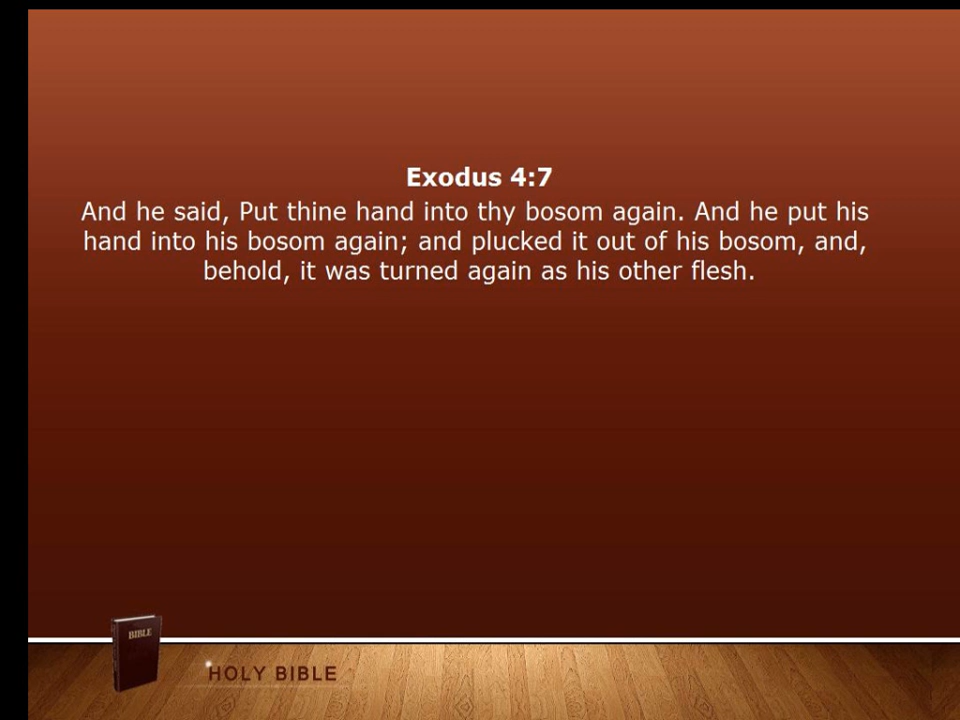 Exodus 4:7
And he said, Put thine hand into thy bosom again. And he put his
hand into his bosom again; and plucked it out of his bosom, and,
behold, it was turned again as his other flesh.
BIBLE
HOLY BIBLE